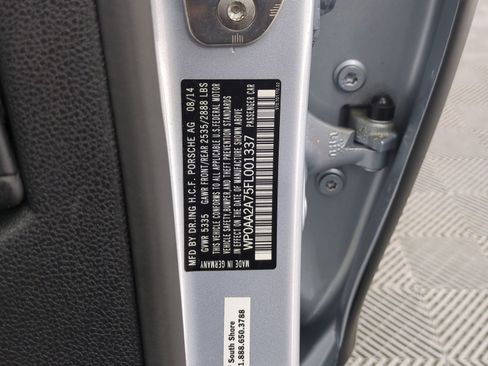 MFD BY DR.ING H.C.F. PORSCHE AG 08/14
GVWR 5335 GAWR FRONT/REAR 2535/2888 LBS
THIS VEHICLE CONFORMS TO ALL APPLICABLE U.S.FEDERAL MOTOR
VEHICLE SAFETY,BUMPER,AND THEFT PREVENTION STANDARDS
IN EFFECT ON THE DATE OF MANUFACTURE SHOWN ABOVE
WP0AA2A75FL001337 PASSENGER CAR
MADE IN GERMANY
South Shore
1.888.650.3788